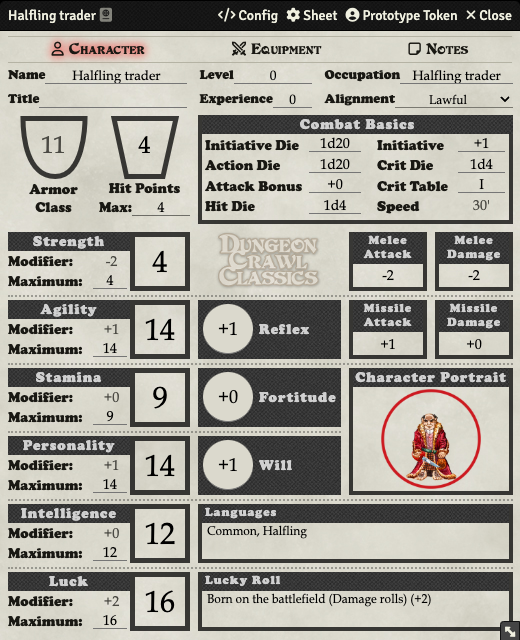 Halfling trader Config Sheet Prototype Token Close
Character Equipment Notes
Name Halfling trader Level 0 Occupation Halfling trader
Title Experience 0 Alignment Lawful
11 4
Armor Class
Hit Points
Max: 4
Combat Basics
Initiative Die 1d20 Initiative +1
Action Die 1d20 Crit Die 1d4
Attack Bonus +0 Crit Table I
Hit Die 1d4 Speed 30'
Strength
Modifier: -2
Maximum: 4
4
Dungeon
Crawl
Classics
Melee Attack
-2
Melee Damage
-2
Agility
Modifier: +1
Maximum: 14
14
+1 Reflex
Missile Attack
+1
Missile Damage
+0
Stamina
Modifier: +0
Maximum: 9
9
+0 Fortitude
Character Portrait
Personality
Modifier: +1
Maximum: 14
14
+1 Will
Intelligence
Modifier: +0
Maximum: 12
12
Languages
Common, Halfling
Luck
Modifier: +2
Maximum: 16
16
Lucky Roll
Born on the battlefield (Damage rolls) (+2)